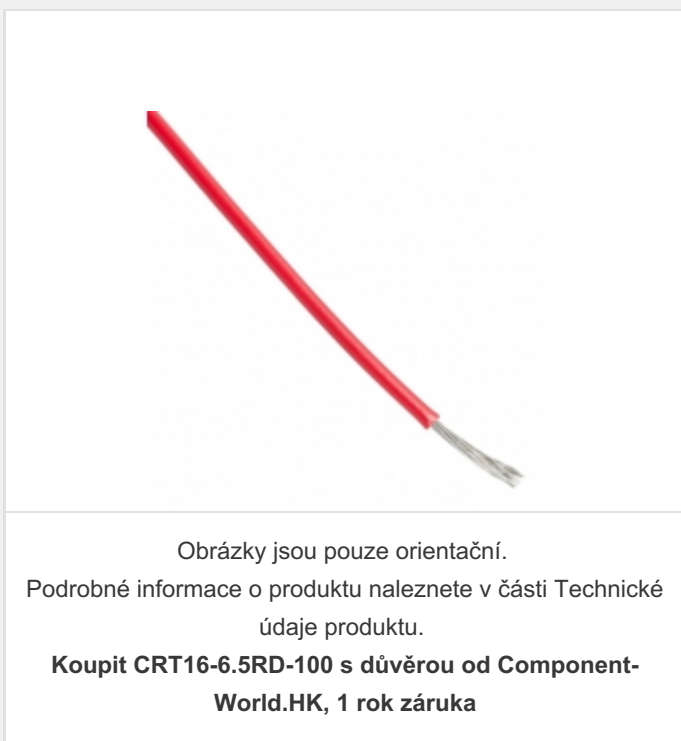 Obrázky jsou pouze orientační.
Podrobné informace o produktu naleznete v části Technické
údaje produktu.
Koupit CRT16-6.5RD-100 s důvěrou od Component-
World.HK, 1 rok záruka